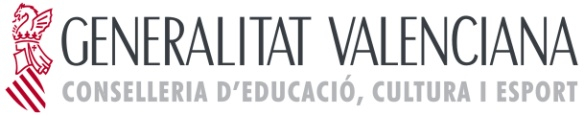 GENERALITAT VALENCIANA
CONSELLERIA D'EDUCACIÓ, CULTURA I ESPORT